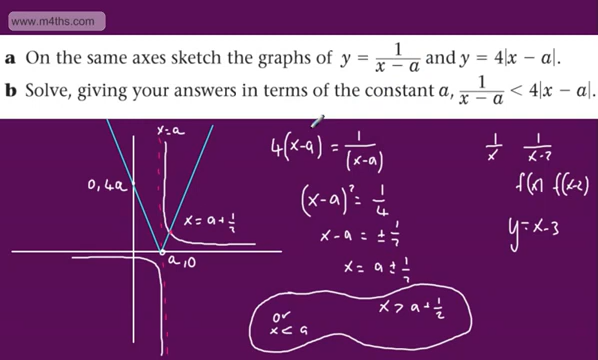 www.m4ths.com
a On the same axes sketch the graphs of y = 1/(x − a) and y = 4|x − a|.
b Solve, giving your answers in terms of the constant a, 1/(x − a) < 4|x − a|.
x=a
0,4a
x = a + 1/2
a,0
4(x-a) = 1/(x-a)
(x-a)² = 1/4
x-a = ± 1/2
x = a ± 1/2
x > a + 1/2
or
x < a
1/x 1/(x-2)
f(x) f(x-2)
y = x-3